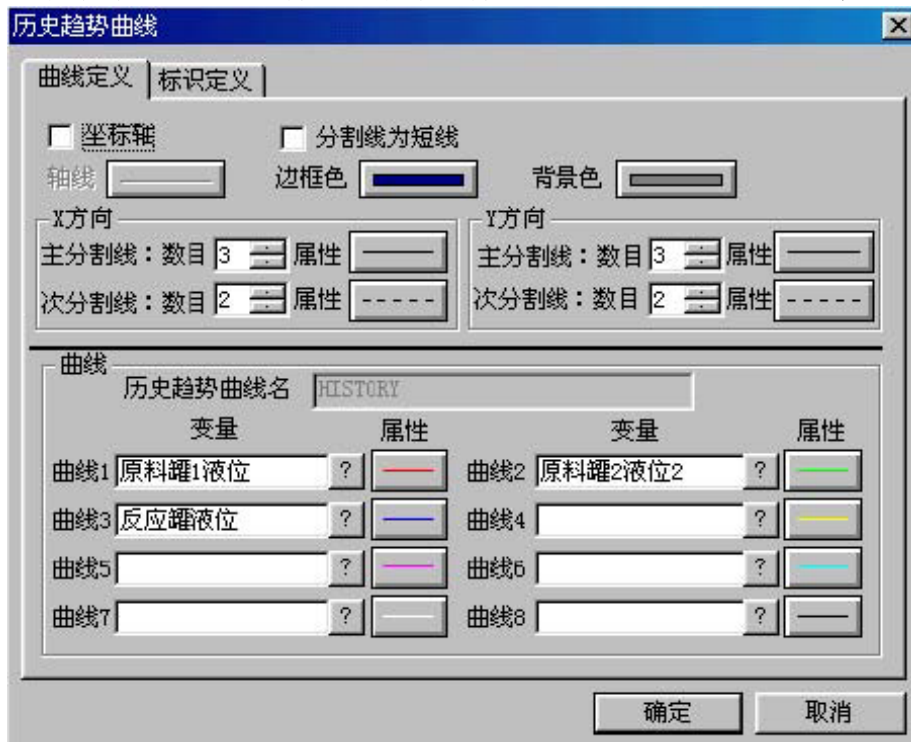 历史趋势曲线
曲线定义 标识定义
坐标轴 分割线为短线
轴线 边框色 背景色
X方向 Y方向
主分割线：数目 3 属性 主分割线：数目 3 属性
次分割线：数目 2 属性 次分割线：数目 2 属性
曲线
历史趋势曲线名 HISTORY
变量 属性 变量 属性
曲线1 原料罐1液位 ? 曲线2 原料罐2液位2 ?
曲线3 反应罐液位 ? 曲线4 ?
曲线5 ? 曲线6 ?
曲线7 ? 曲线8 ?
确定 取消